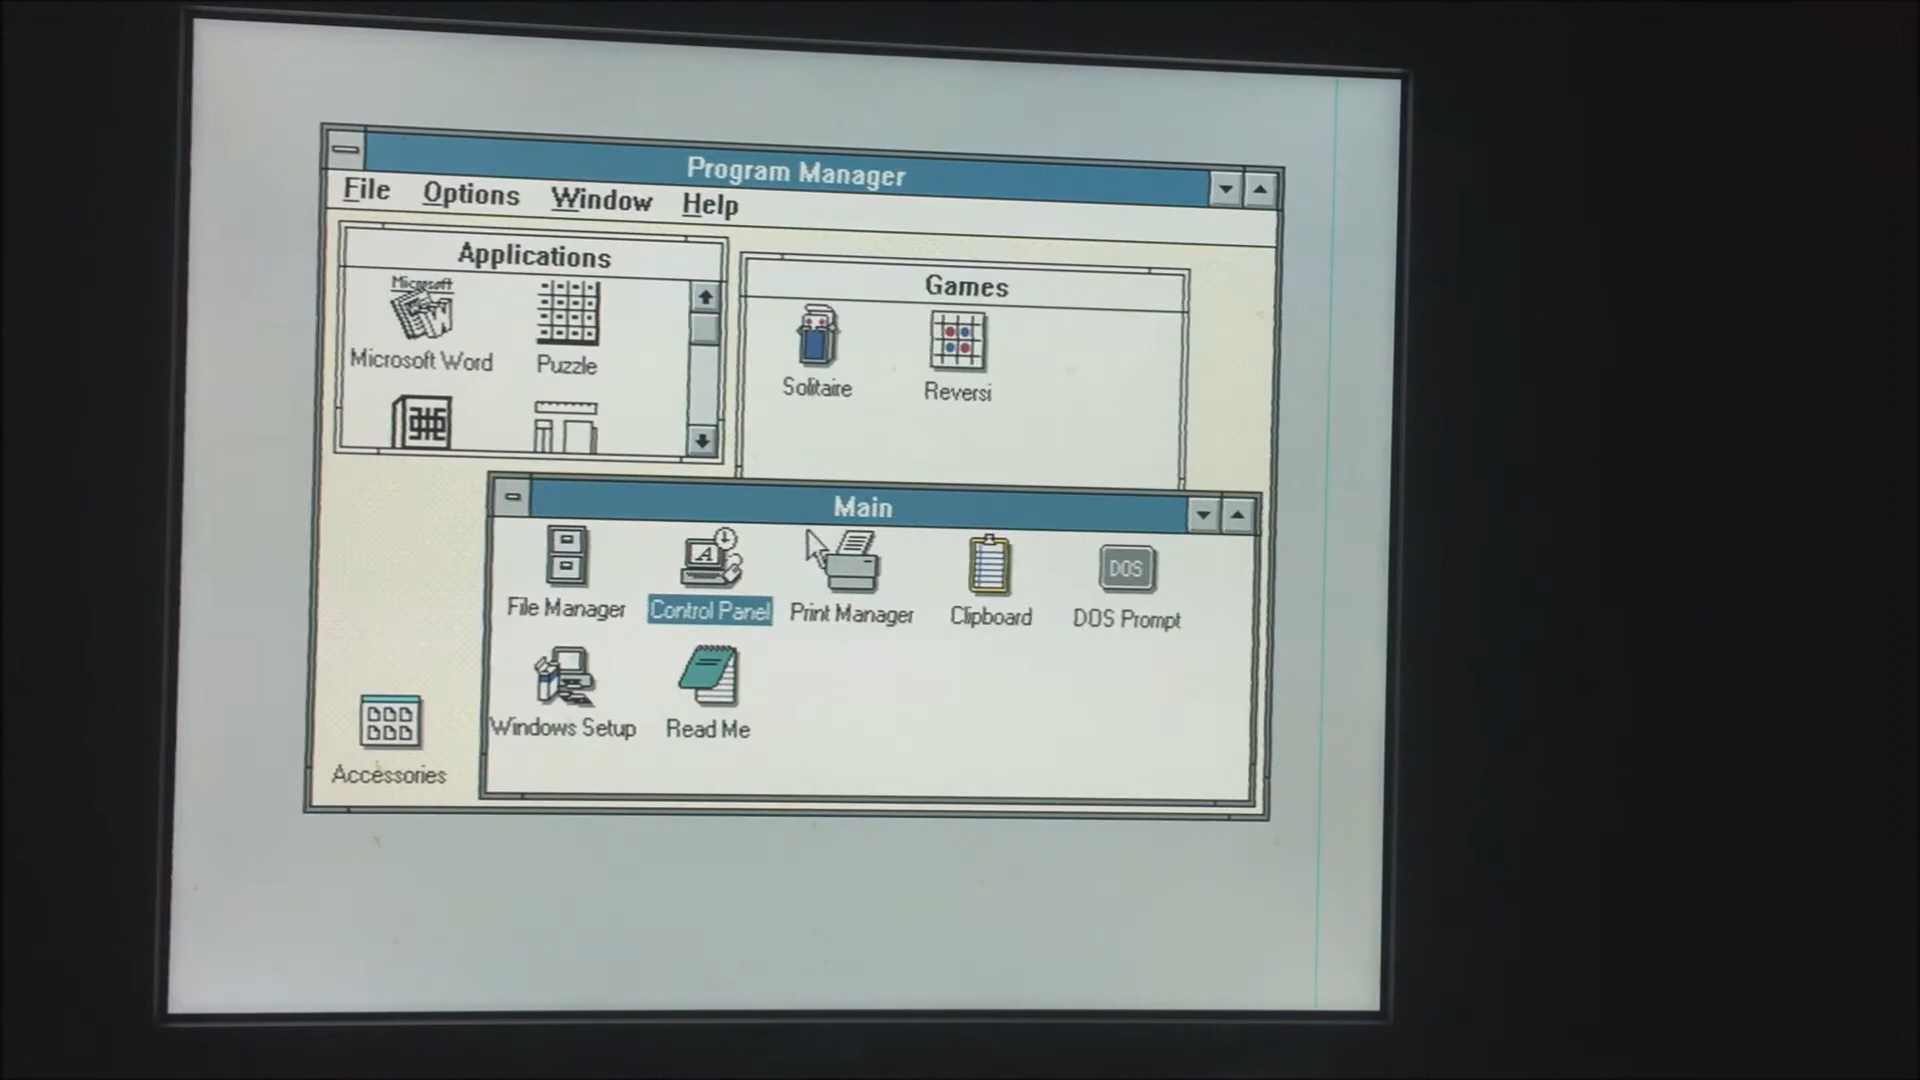 Program Manager
File Options Window Help
Applications
Microsoft
W
Microsoft Word
Puzzle
Games
Solitaire
Reversi
Main
A
DOS
File Manager
Control Panel
Print Manager
Clipboard
DOS Prompt
Windows Setup
Read Me
Accessories